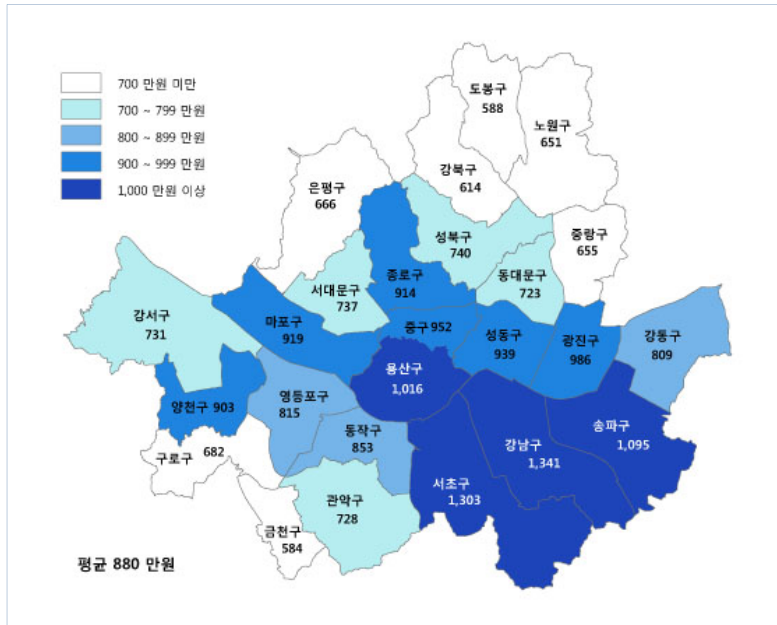 700 만원 미만
700 ~ 799 만원
800 ~ 899 만원
900 ~ 999 만원
1,000 만원 이상
도봉구
588
노원구
651
강북구
614
은평구
666
성북구
740
중랑구
655
동대문구
723
종로구
914
서대문구
737
강서구
731
마포구
919
중구 952
성동구
939
광진구
986
강동구
809
용산구
1,016
양천구 903
영등포구
815
동작구
853
송파구
1,095
강남구
1,341
서초구
1,303
구로구 682
관악구
728
금천구
584
평균 880 만원